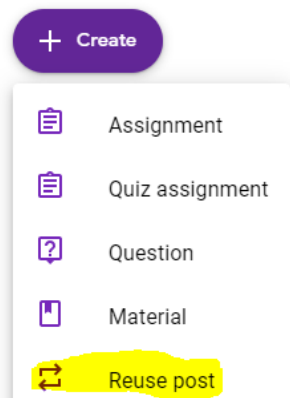 Create
Assignment
Quiz assignment
Question
Material
Reuse post